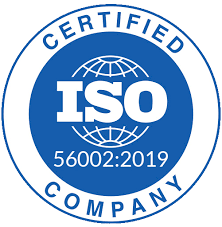 CERTIFIED
ISO
56002:2019
COMPANY